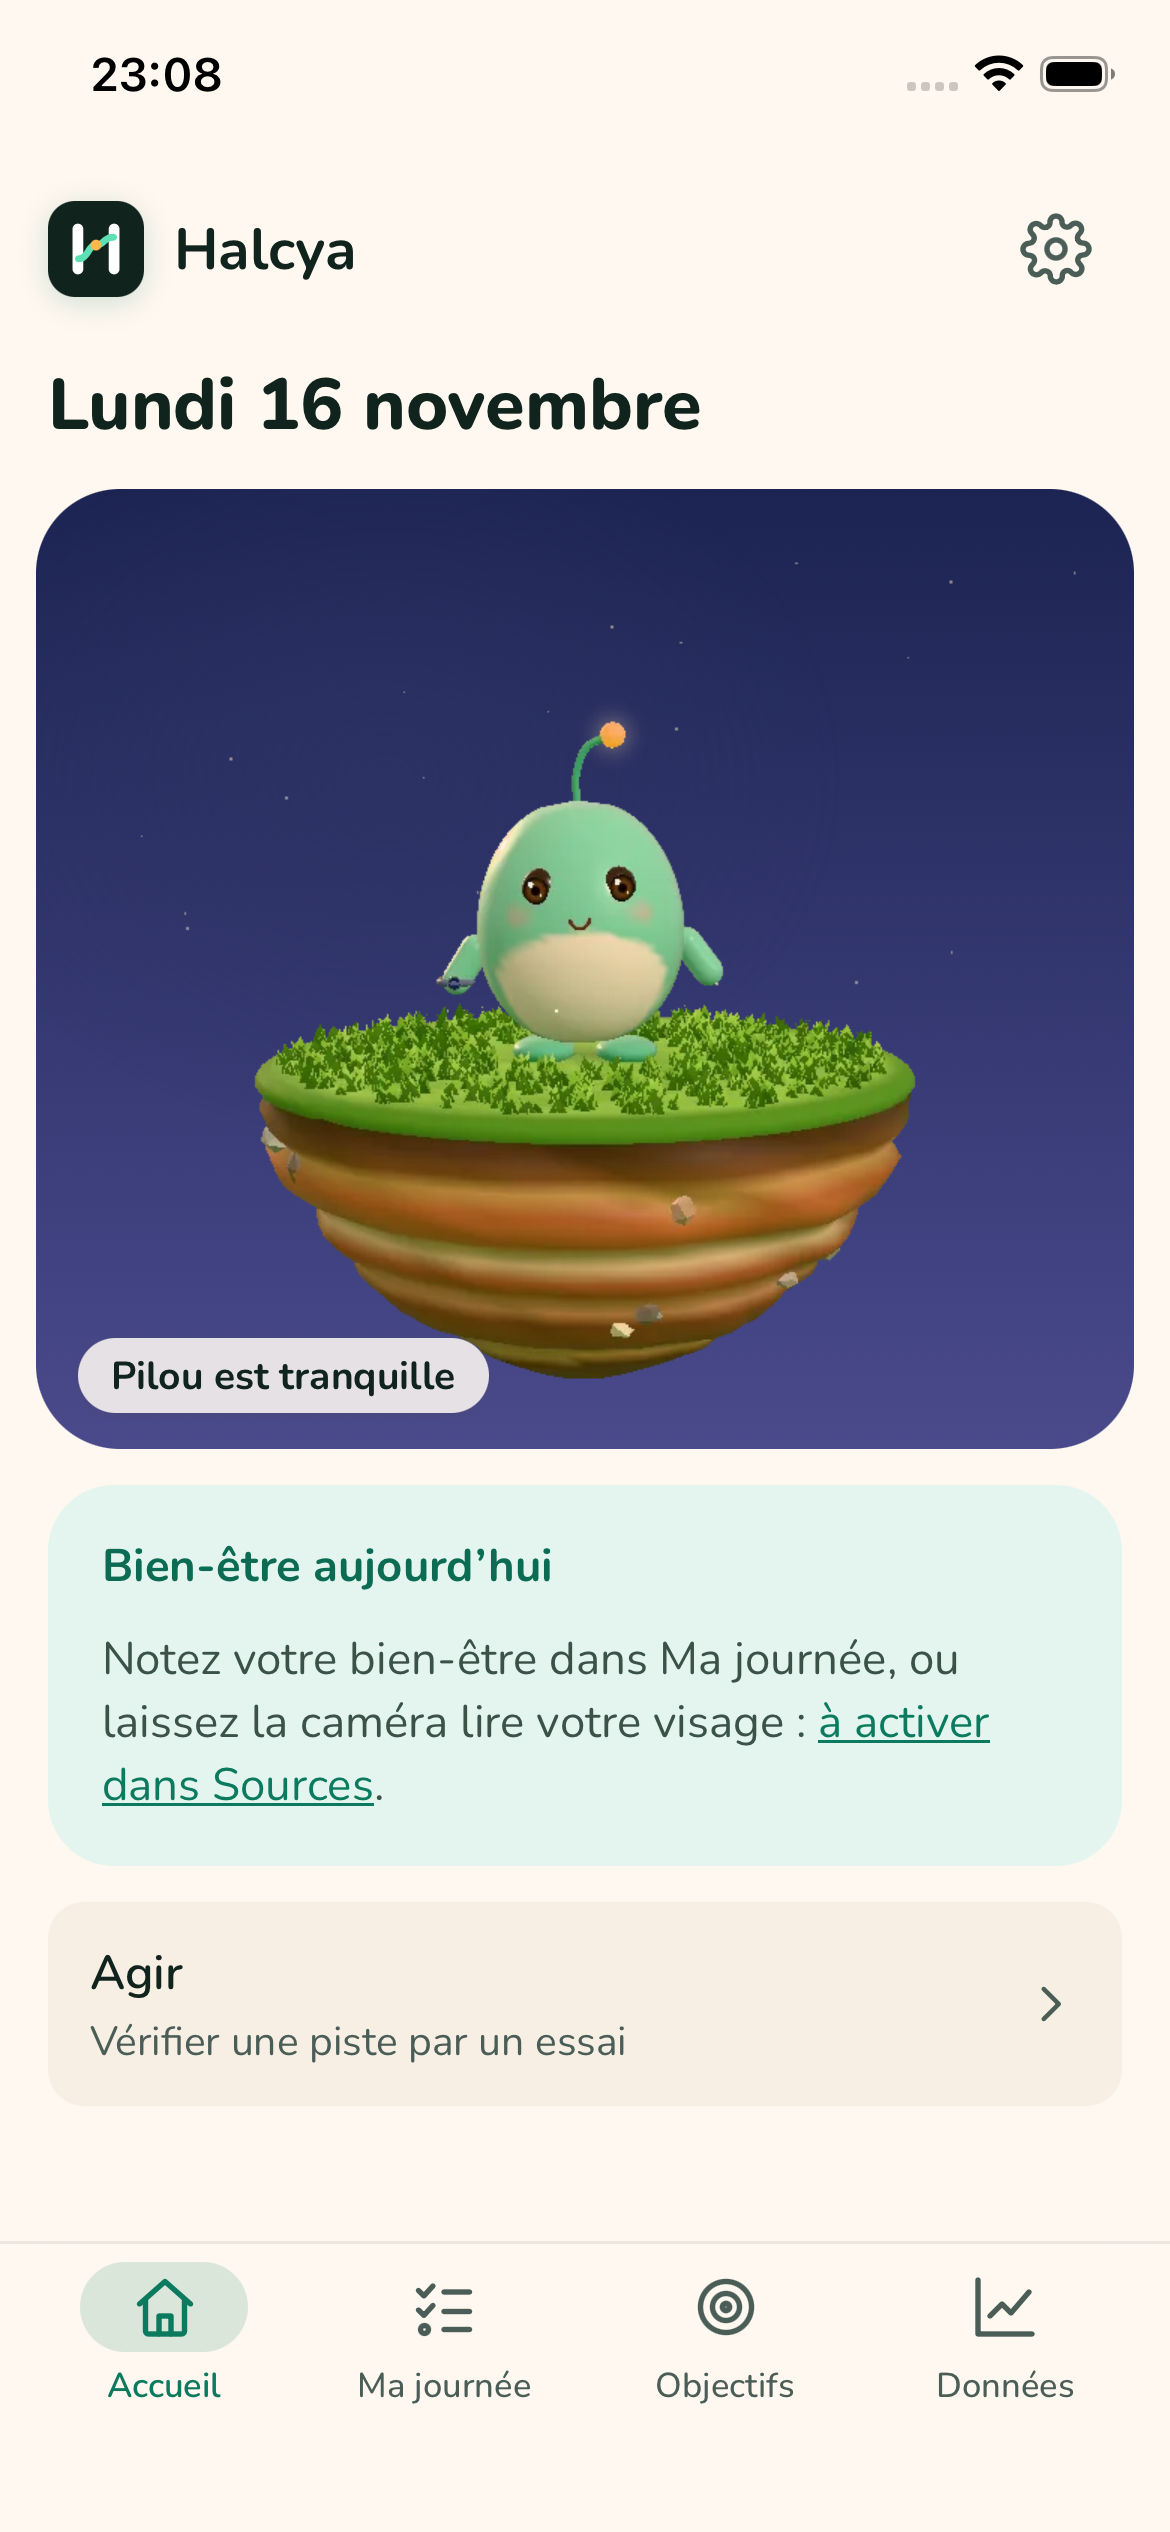 23:08
Halcya
Lundi 16 novembre
Pilou est tranquille
Bien-être aujourd’hui
Notez votre bien-être dans Ma journée, ou
laissez la caméra lire votre visage : à activer
dans Sources.
Agir
Vérifier une piste par un essai
Accueil
Ma journée
Objectifs
Données